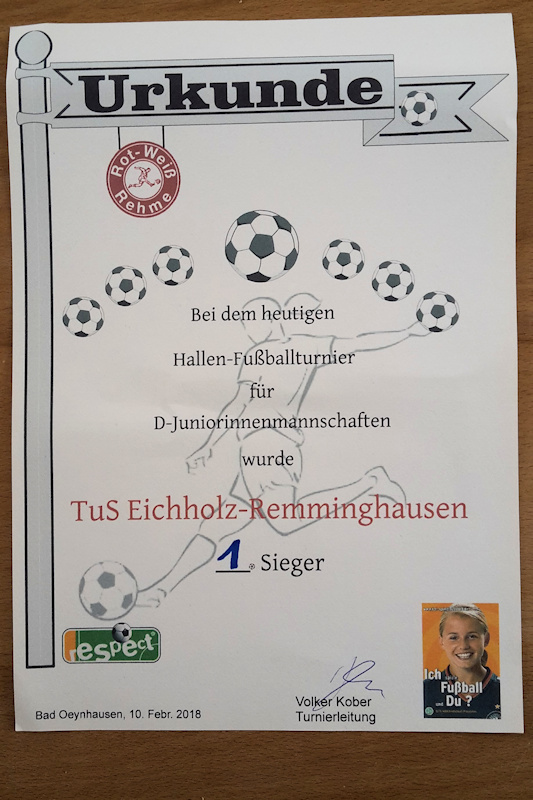 Urkunde
Rot-Weiß
Rehme
Bei dem heutigen
Hallen-Fußballturnier
für
D-Juniorinnenmannschaften
wurde
TuS Eichholz-Remminghausen
1. Sieger
respect
Ich
Fußball
und Du ?
Volker Kober
Bad Oeynhausen, 10. Febr. 2018
Turnierleitung